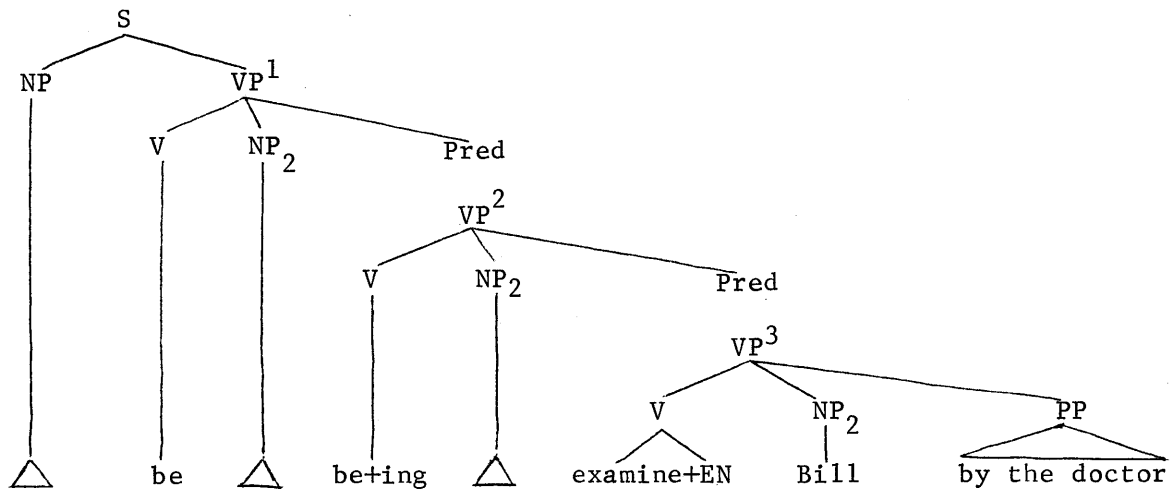 S
NP VP¹
V NP₂ Pred
VP²
V NP₂ Pred
VP³
V NP₂ PP
be be+ing examine+EN Bill by the doctor